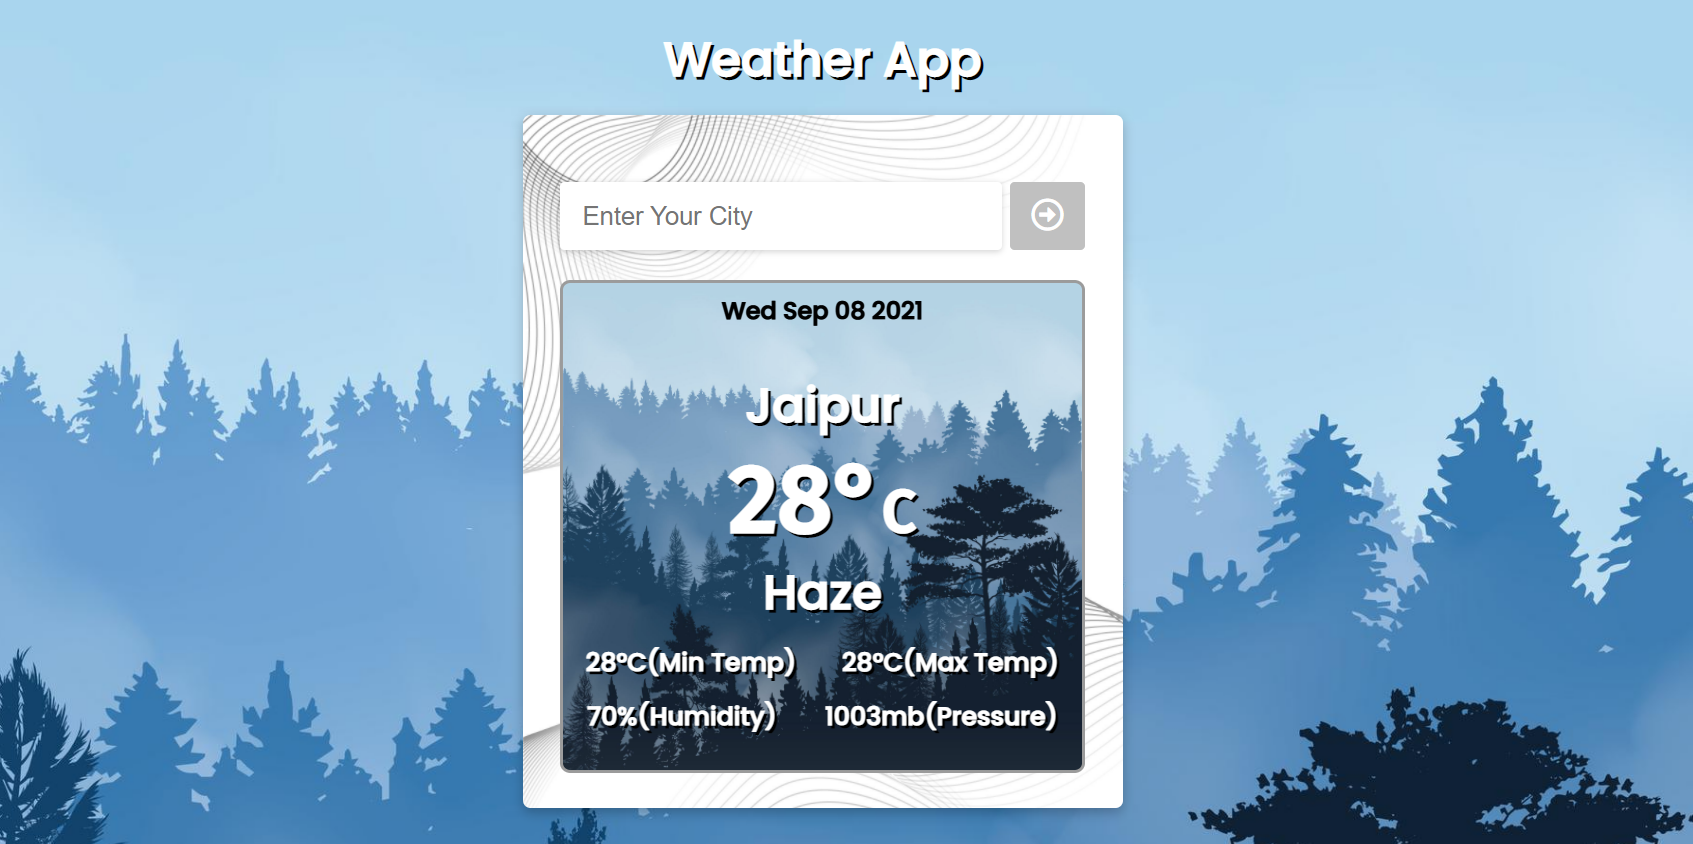 Weather App
Enter Your City
Wed Sep 08 2021
Jaipur
28°C
Haze
28°C(Min Temp) 28°C(Max Temp)
70%(Humidity) 1003mb(Pressure)